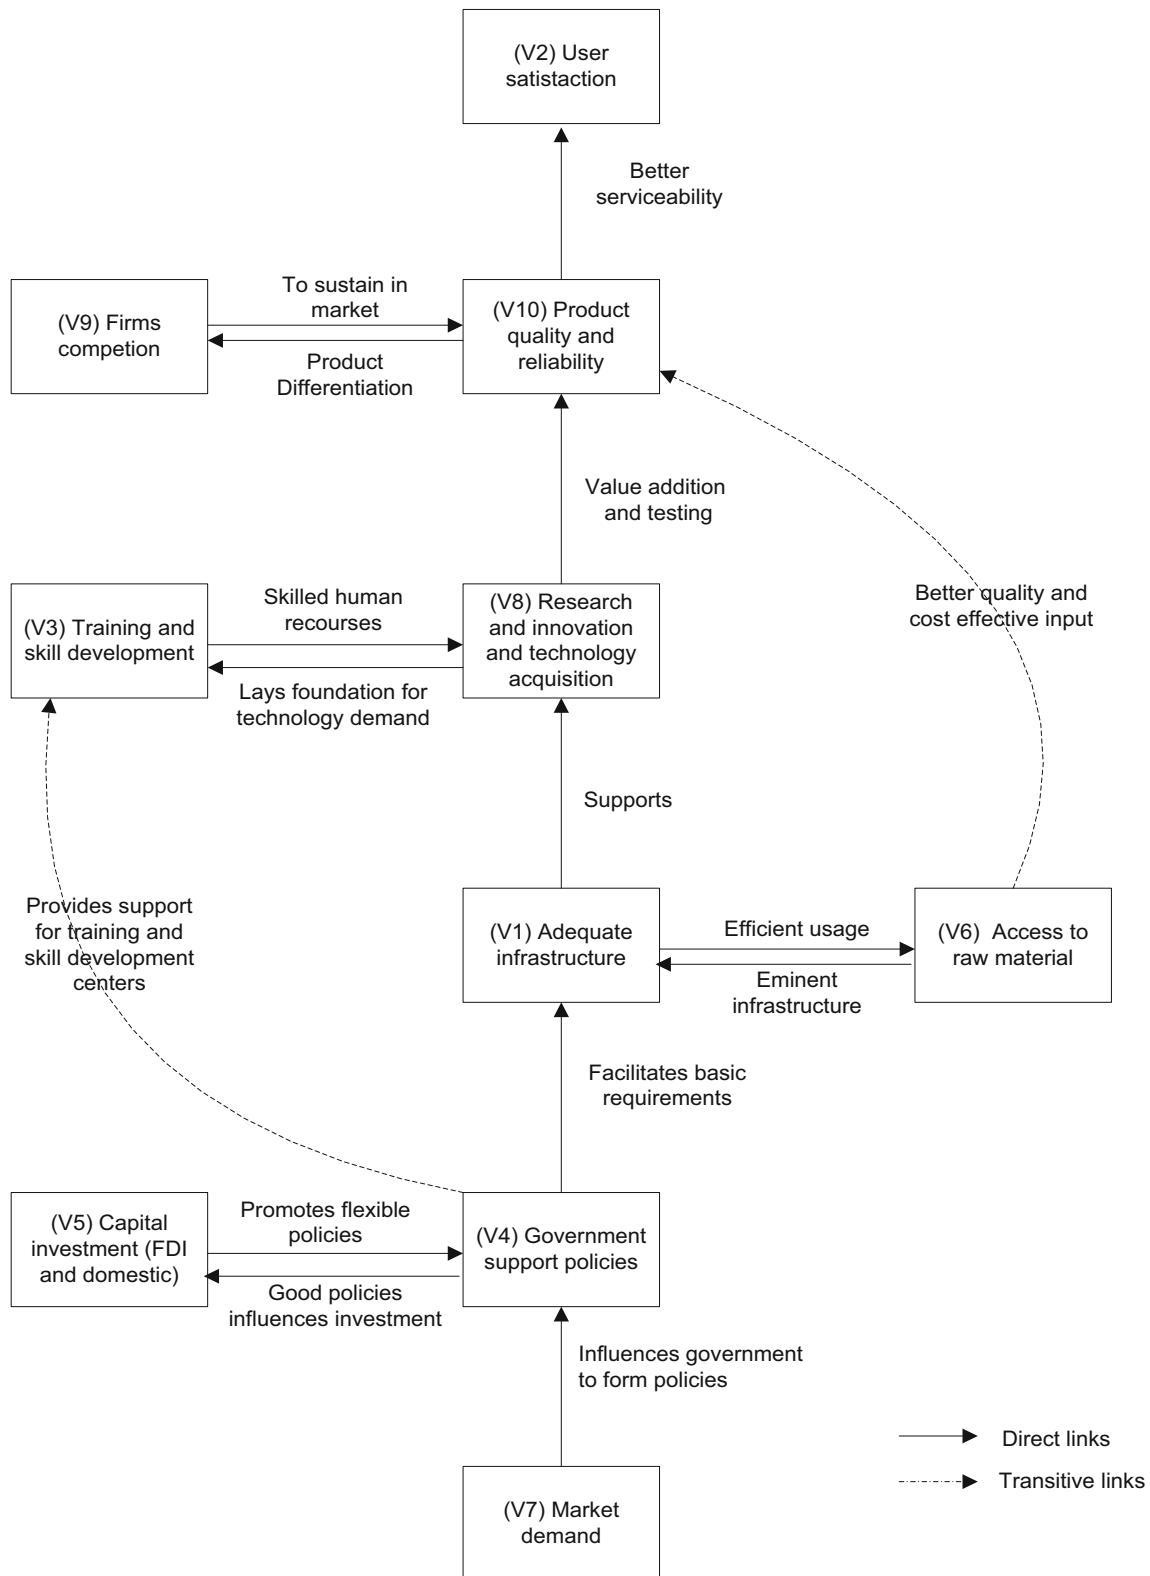 (V2) User
satistaction
Better
serviceability
(V9) Firms
competion
To sustain in
market
Product
Differentiation
(V10) Product
quality and
reliability
Value addition
and testing
(V3) Training and
skill development
Skilled human
recourses
Lays foundation for
technology demand
(V8) Research
and innovation
and technology
acquisition
Better quality and
cost effective input
Supports
Provides support
for training and
skill development
centers
(V1) Adequate
infrastructure
Efficient usage
Eminent
infrastructure
(V6) Access to
raw material
Facilitates basic
requirements
(V5) Capital
investment (FDI
and domestic)
Promotes flexible
policies
Good policies
influences investment
(V4) Government
support policies
Influences government
to form policies
Direct links
Transitive links
(V7) Market
demand